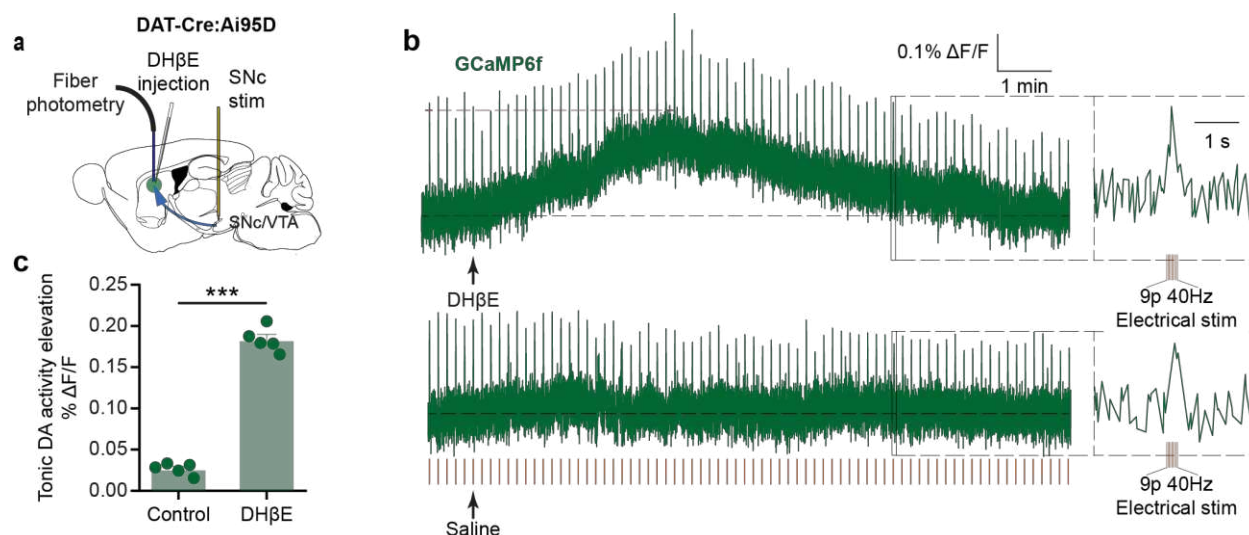 DAT-Cre:Ai95D
a
DHβE
injection
Fiber
photometry
SNc
stim
SNc/VTA
b
GCaMP6f
0.1% ΔF/F
1 min
1 s
DHβE
9p 40Hz
Electrical stim
Saline
9p 40Hz
Electrical stim
c
Tonic DA activity elevation
% ΔF/F
0.25
0.20
0.15
0.10
0.05
0.00
***
Control
DHβE